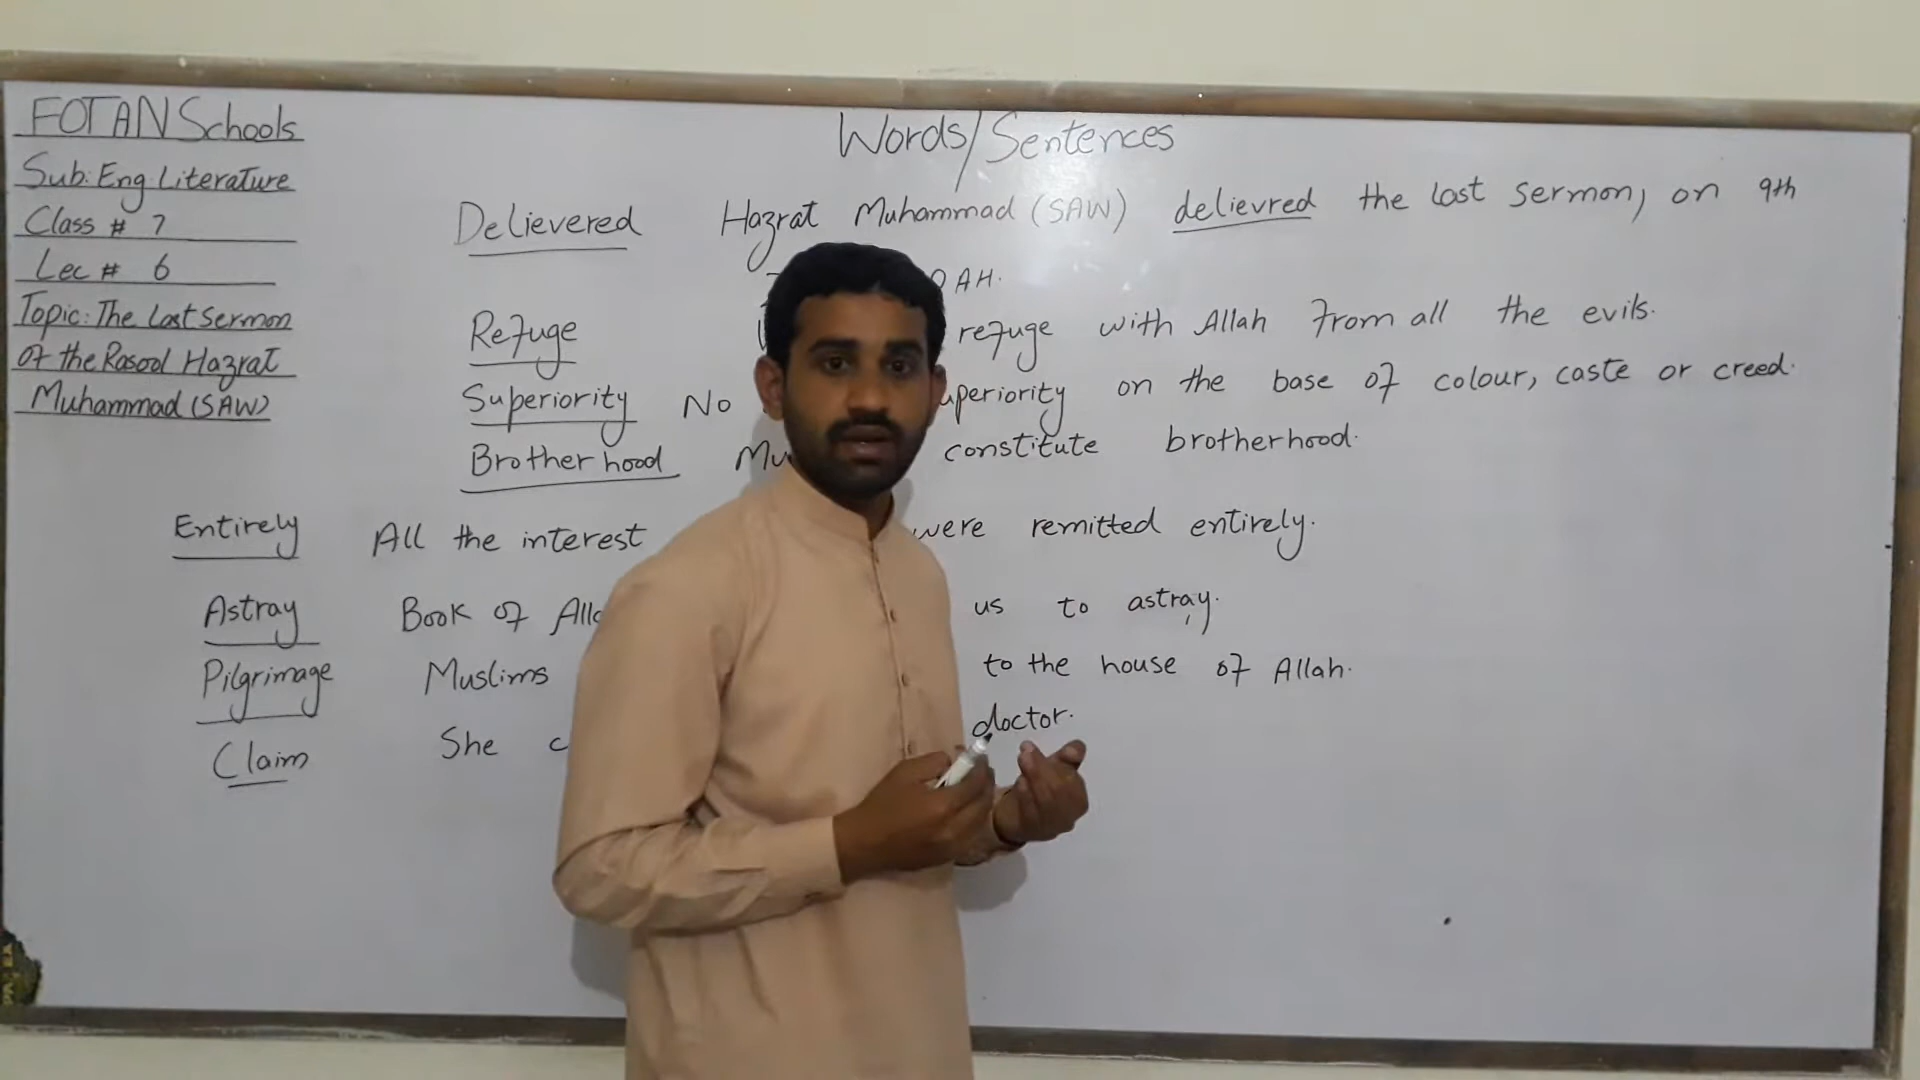 FOTAN Schools
Sub: Eng. Literature
Class # 7
Lec # 6
Topic: The Last Sermon
of the Rasool Hazrat
Muhammad (SAW)
Words/Sentences
Delievered Hazrat Muhammad (SAW) delievred the last sermon, on 9th
AH.
Refuge refuge with Allah from all the evils.
Superiority No superiority on the base of colour, caste or creed.
Brotherhood constitute brotherhood.
Entirely All the interest were remitted entirely.
Astray Book of us to astray.
Pilgrimage Muslims to the house of Allah.
Claim She doctor.